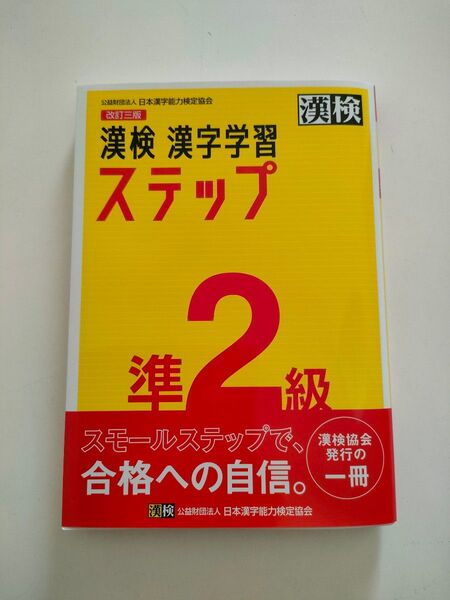 公益財団法人 日本漢字能力検定協会
漢検
改訂三版
漢検 漢字学習
ステップ
準2級
スモールステップで、
合格への自信。
漢検協会
発行の
一冊
漢検 公益財団法人 日本漢字能力検定協会